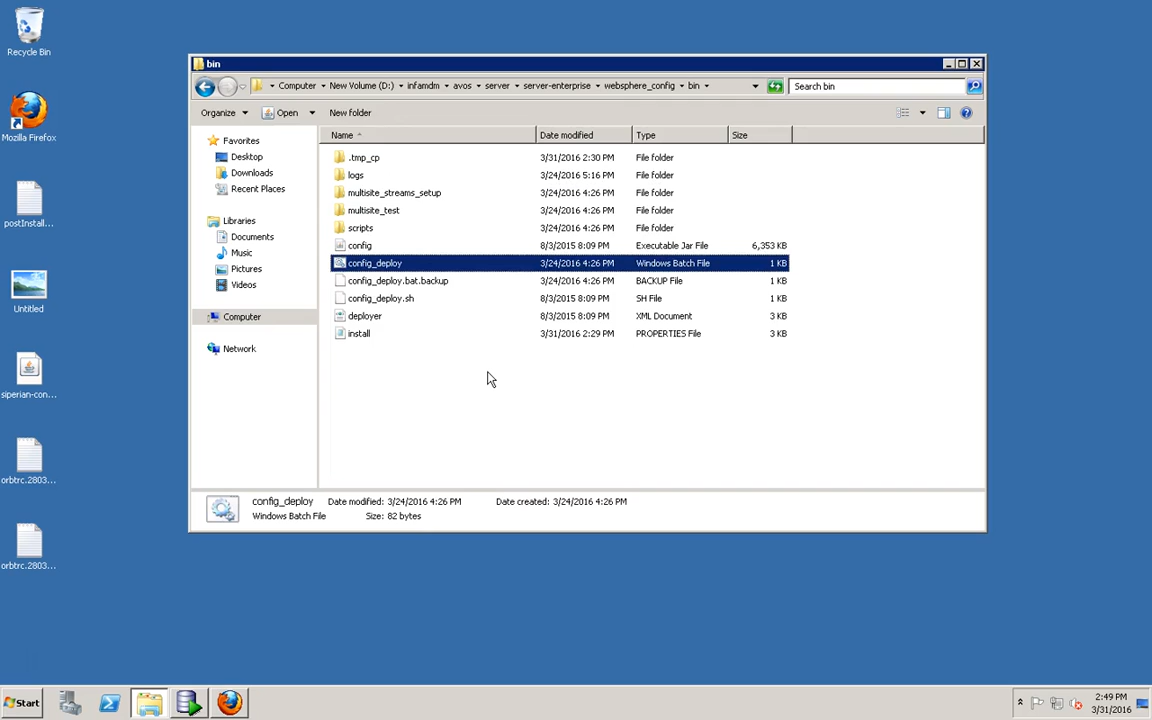 Recycle Bin
Mozilla Firefox
postInstall...
Untitled
siperian-con...
orbtrc.2803...
orbtrc.2803...
bin
Computer New Volume (D:) infamdm avos server server-enterprise websphere_config bin
Search bin
Organize Open New folder
Favorites
Desktop
Downloads
Recent Places
Libraries
Documents
Music
Pictures
Videos
Computer
Network
Name Date modified Type Size
.tmp_cp 3/31/2016 2:30 PM File folder
logs 3/24/2016 5:16 PM File folder
multisite_streams_setup 3/24/2016 4:26 PM File folder
multisite_test 3/24/2016 4:26 PM File folder
scripts 3/24/2016 4:26 PM File folder
config 8/3/2015 8:09 PM Executable Jar File 6,353 KB
config_deploy 3/24/2016 4:26 PM Windows Batch File 1 KB
config_deploy.bat.backup 3/24/2016 4:26 PM BACKUP File 1 KB
config_deploy.sh 8/3/2015 8:09 PM SH File 1 KB
deployer 8/3/2015 8:09 PM XML Document 3 KB
install 3/31/2016 2:29 PM PROPERTIES File 3 KB
config_deploy Date modified: 3/24/2016 4:26 PM Date created: 3/24/2016 4:26 PM
Windows Batch File Size: 82 bytes
Start
2:49 PM
3/31/2016